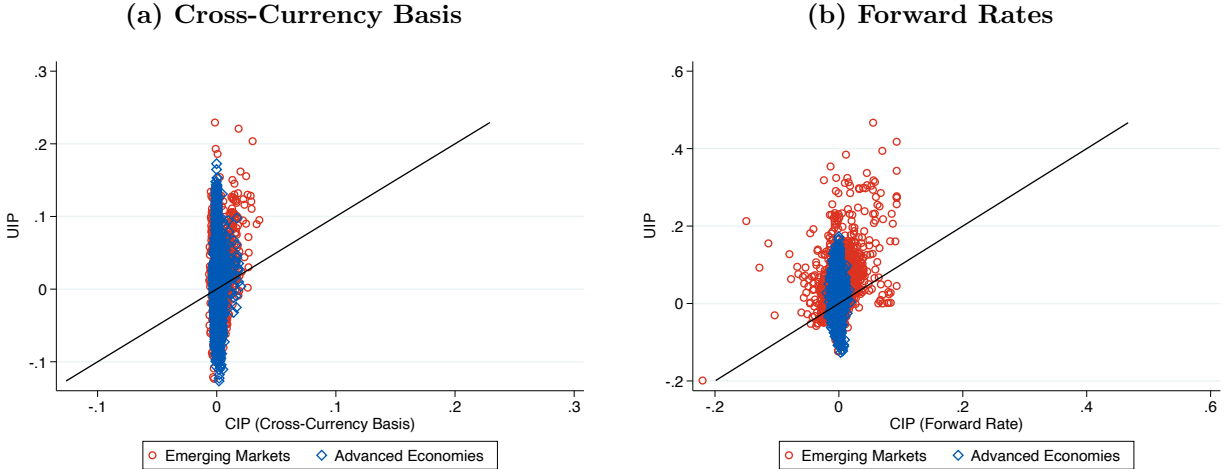 (a) Cross-Currency Basis
.3
.2
UIP
.1
0
-.1
-.1
0
.1
.2
.3
CIP (Cross-Currency Basis)
Emerging Markets
Advanced Economies
(b) Forward Rates
.6
.4
UIP
.2
0
-.2
-.2
0
.2
.4
.6
CIP (Forward Rate)
Emerging Markets
Advanced Economies